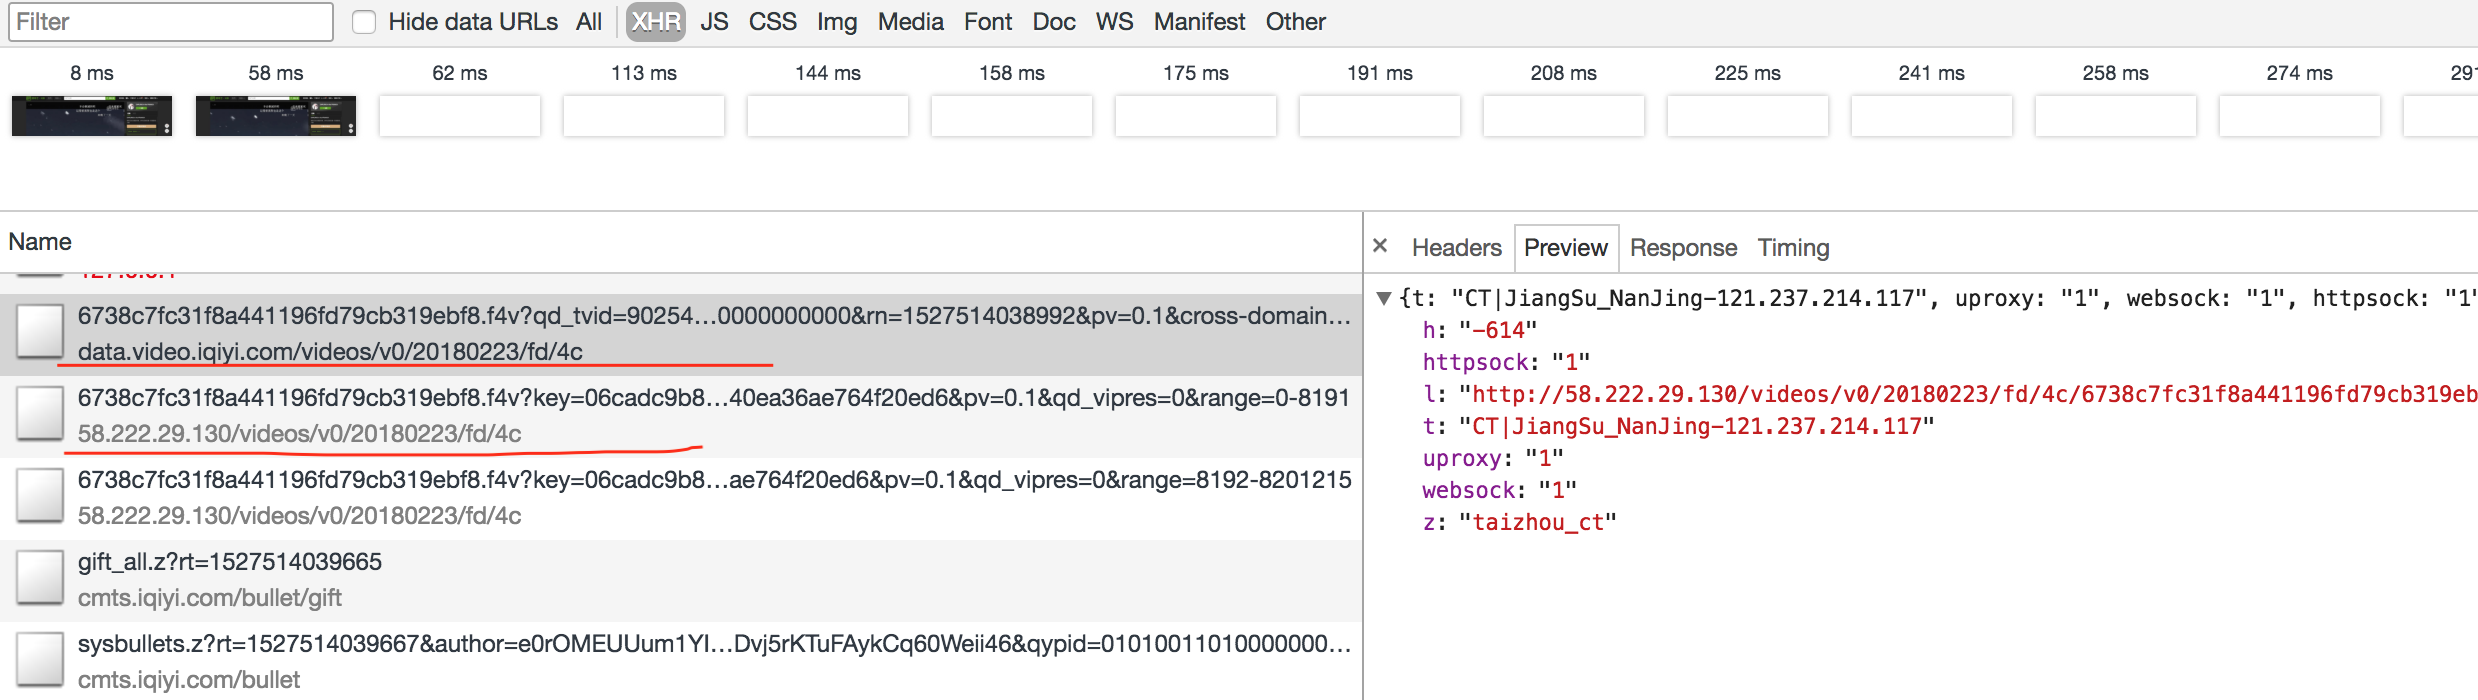 Filter Hide data URLs All XHR JS CSS Img Media Font Doc WS Manifest Other
8 ms 58 ms 62 ms 113 ms 144 ms 158 ms 175 ms 191 ms 208 ms 225 ms 241 ms 258 ms 274 ms 291
Name
× Headers Preview Response Timing
6738c7fc31f8a441196fd79cb319ebf8.f4v?qd_tvid=90254...0000000000&rn=1527514038992&pv=0.1&cross-domain...
data.video.iqiyi.com/videos/v0/20180223/fd/4c
6738c7fc31f8a441196fd79cb319ebf8.f4v?key=06cadc9b8...40ea36ae764f20ed6&pv=0.1&qd_vipres=0&range=0-8191
58.222.29.130/videos/v0/20180223/fd/4c
6738c7fc31f8a441196fd79cb319ebf8.f4v?key=06cadc9b8...ae764f20ed6&pv=0.1&qd_vipres=0&range=8192-8201215
58.222.29.130/videos/v0/20180223/fd/4c
gift_all.z?rt=1527514039665
cmts.iqiyi.com/bullet/gift
sysbullets.z?rt=1527514039667&author=e0rOMEUUum1YI...Dvj5rKTuFAykCq60Weii46&qypid=01010011010000000...
cmts.iqiyi.com/bullet
{t: "CT|JiangSu_NanJing-121.237.214.117", uproxy: "1", websock: "1", httpsock: "1"
h: "-614"
httpsock: "1"
l: "http://58.222.29.130/videos/v0/20180223/fd/4c/6738c7fc31f8a441196fd79cb319eb
t: "CT|JiangSu_NanJing-121.237.214.117"
uproxy: "1"
websock: "1"
z: "taizhou_ct"